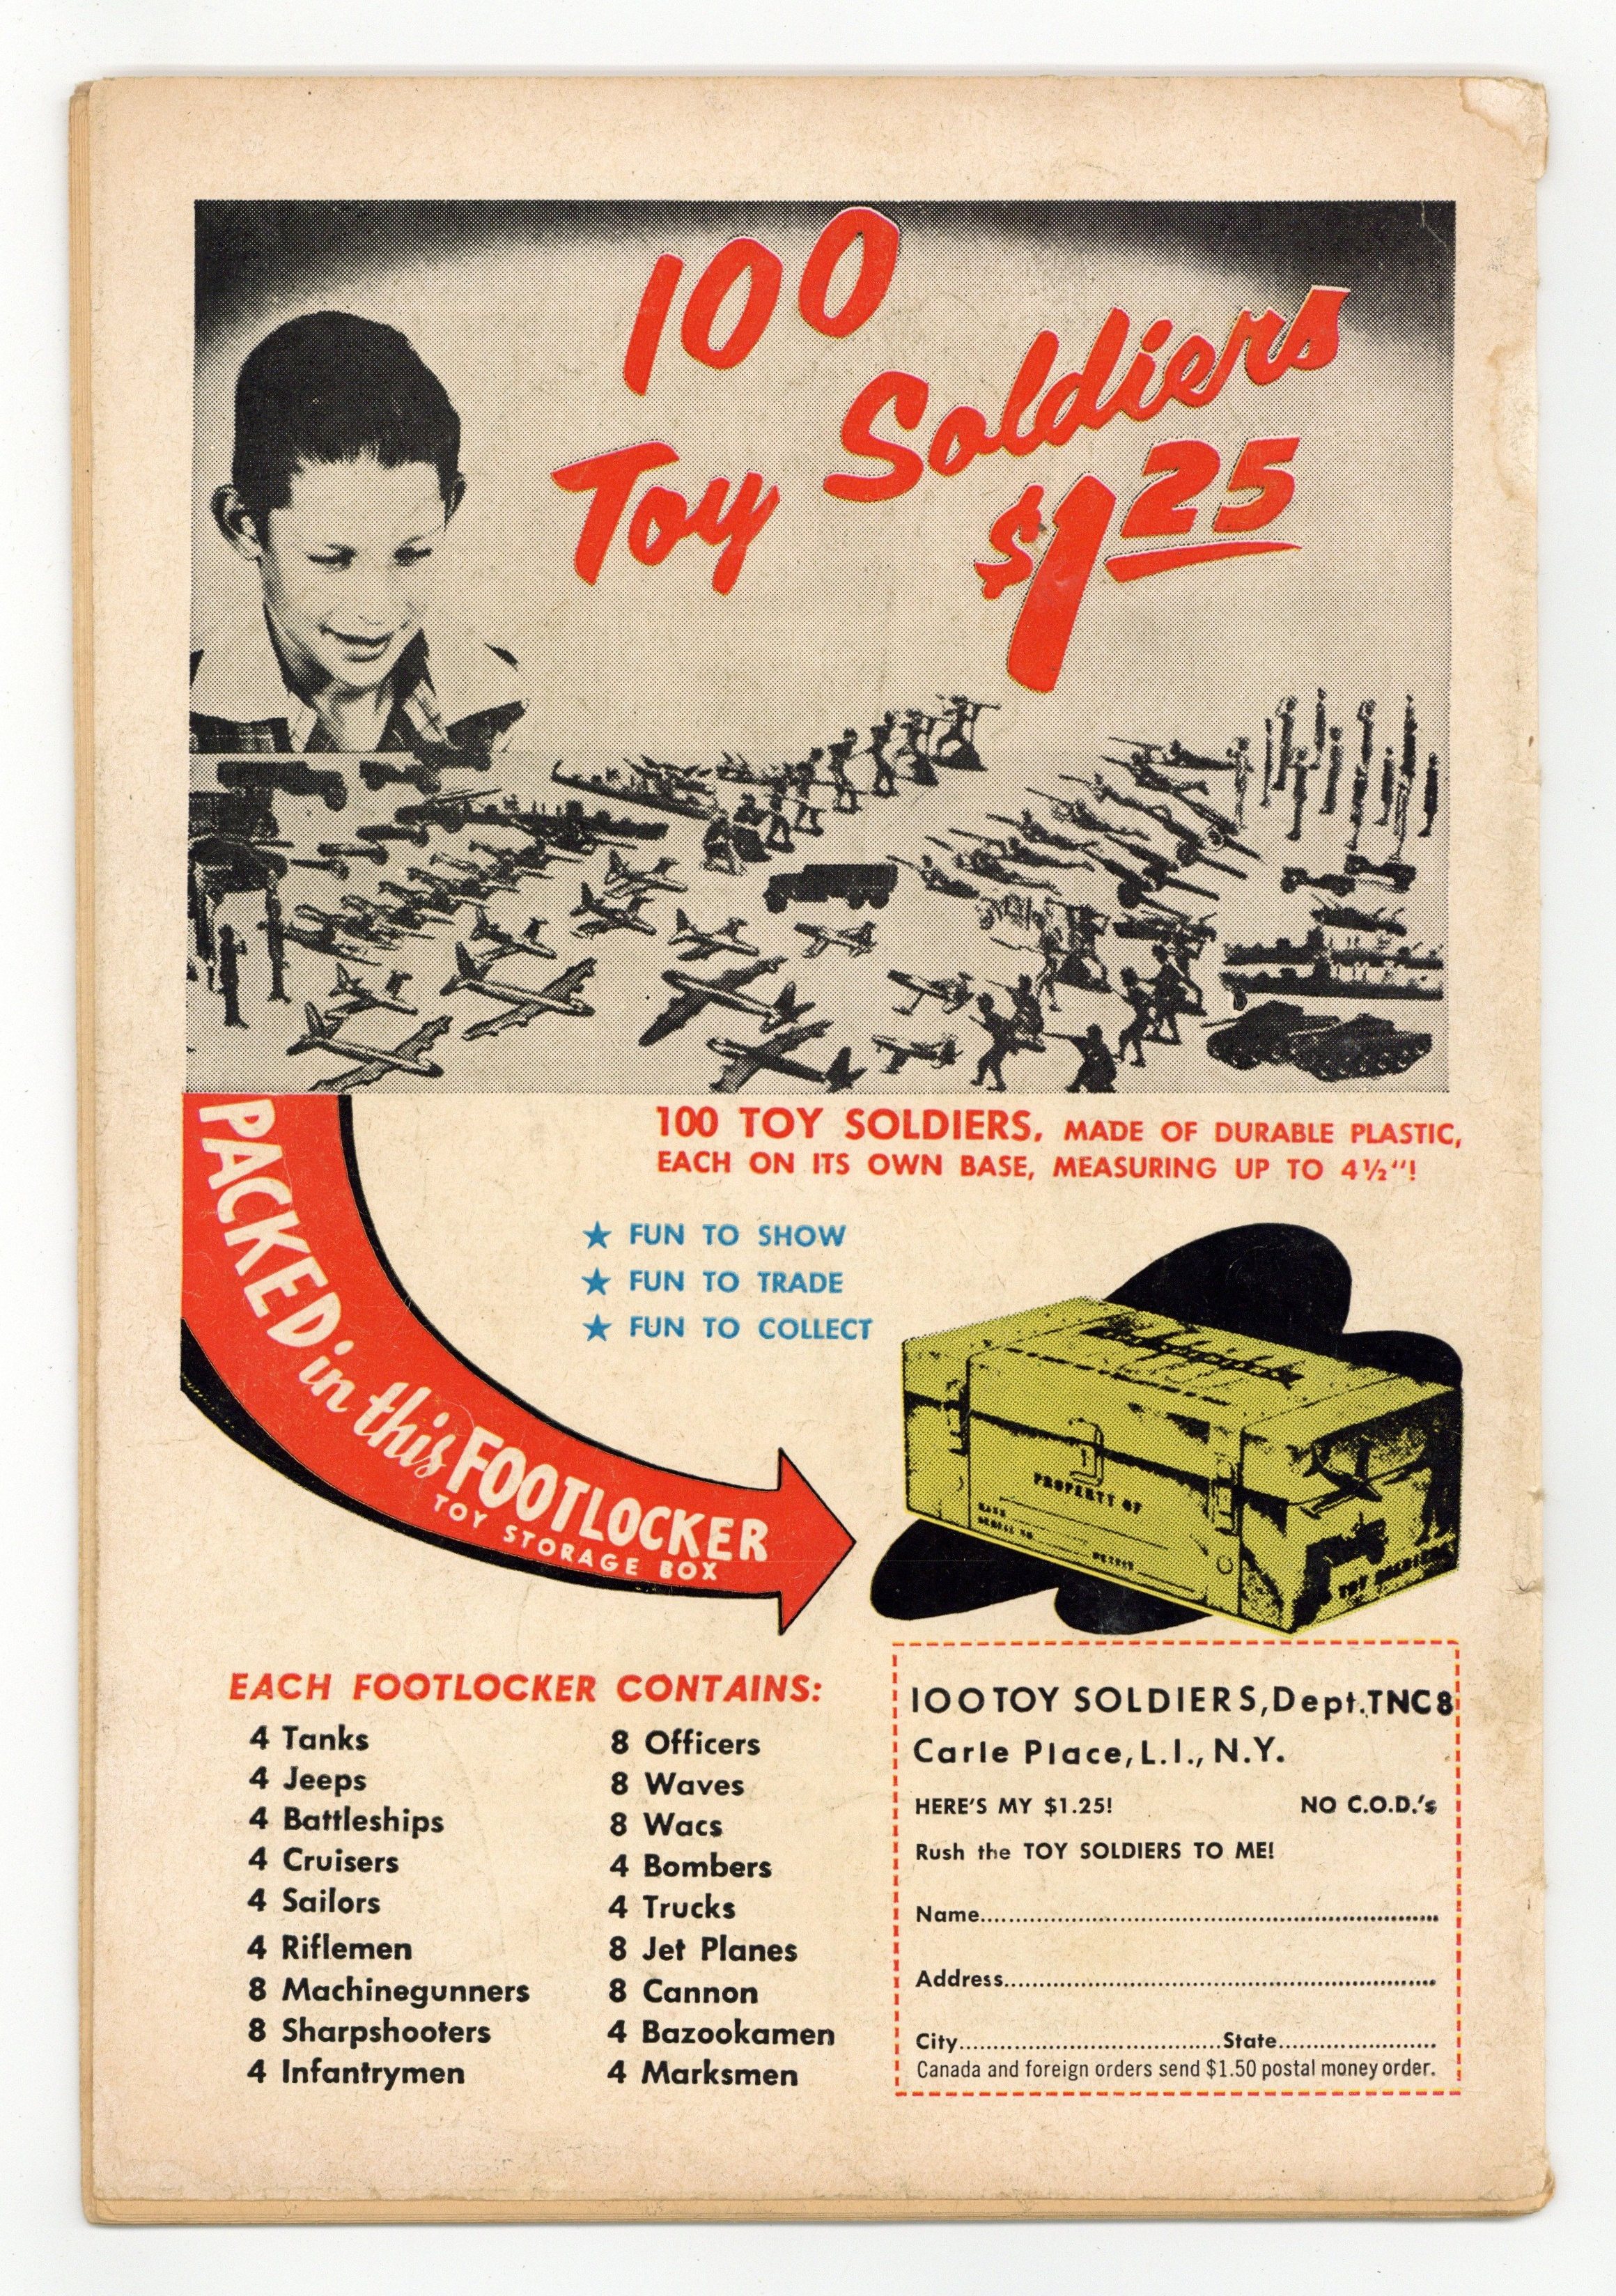 100
Toy Soldiers
$1.25
100 TOY SOLDIERS, MADE OF DURABLE PLASTIC,
EACH ON ITS OWN BASE, MEASURING UP TO 4½"!
PACKED in this FOOTLOCKER
TOY STORAGE BOX
★ FUN TO SHOW
★ FUN TO TRADE
★ FUN TO COLLECT
PROPERTY OF
TOY SOLDIERS
EACH FOOTLOCKER CONTAINS:
4 Tanks
4 Jeeps
4 Battleships
4 Cruisers
4 Sailors
4 Riflemen
8 Machinegunners
8 Sharpshooters
4 Infantrymen
8 Officers
8 Waves
8 Wacs
4 Bombers
4 Trucks
8 Jet Planes
8 Cannon
4 Bazookamen
4 Marksmen
100 TOY SOLDIERS, Dept. TNC8
Carle Place, L.I., N.Y.
HERE'S MY $1.25! NO C.O.D.'s
Rush the TOY SOLDIERS TO ME!
Name
Address
City State
Canada and foreign orders send $1.50 postal money order.